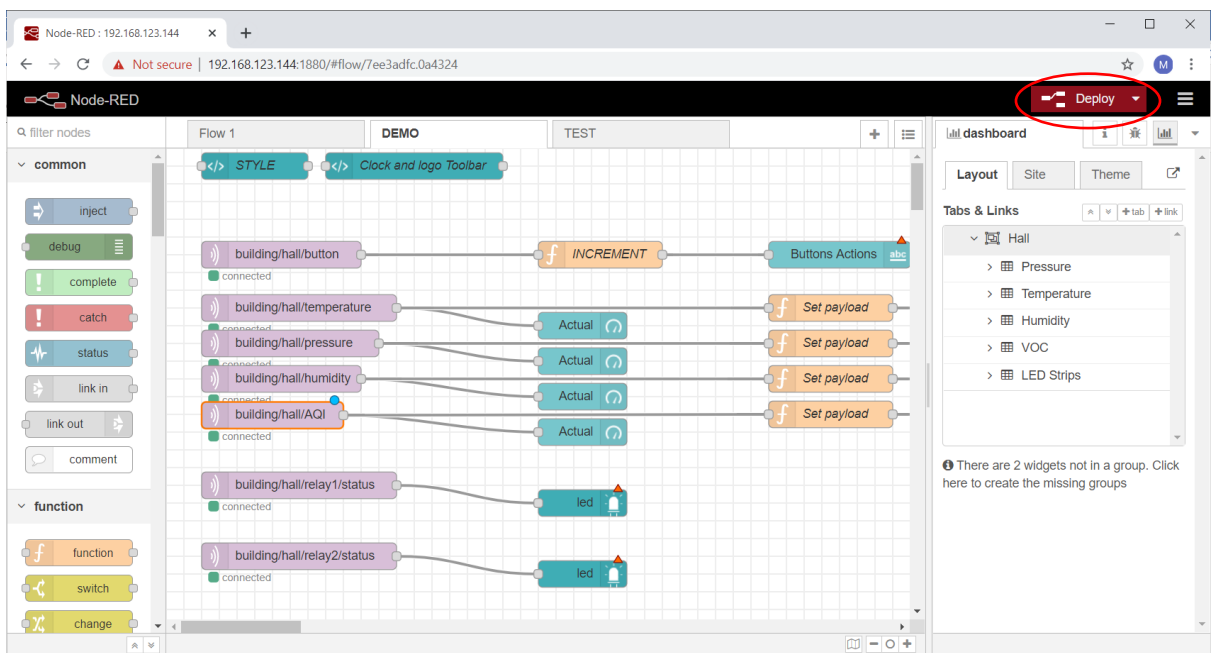 Node-RED : 192.168.123.144
Not secure | 192.168.123.144:1880/#flow/7ee3adfc.0a4324
M
Node-RED
Deploy
filter nodes
Flow 1
DEMO
TEST
dashboard
i
common
inject
debug
complete
catch
status
link in
link out
comment
function
function
switch
change
STYLE
Clock and logo Toolbar
building/hall/button
connected
INCREMENT
Buttons Actions
abc
building/hall/temperature
connected
Actual
Set payload
building/hall/pressure
connected
Actual
Set payload
building/hall/humidity
connected
Actual
Set payload
building/hall/AQI
connected
Actual
Set payload
building/hall/relay1/status
connected
led
building/hall/relay2/status
connected
led
Layout
Site
Theme
Tabs & Links
tab
link
Hall
Pressure
Temperature
Humidity
VOC
LED Strips
There are 2 widgets not in a group. Click
here to create the missing groups